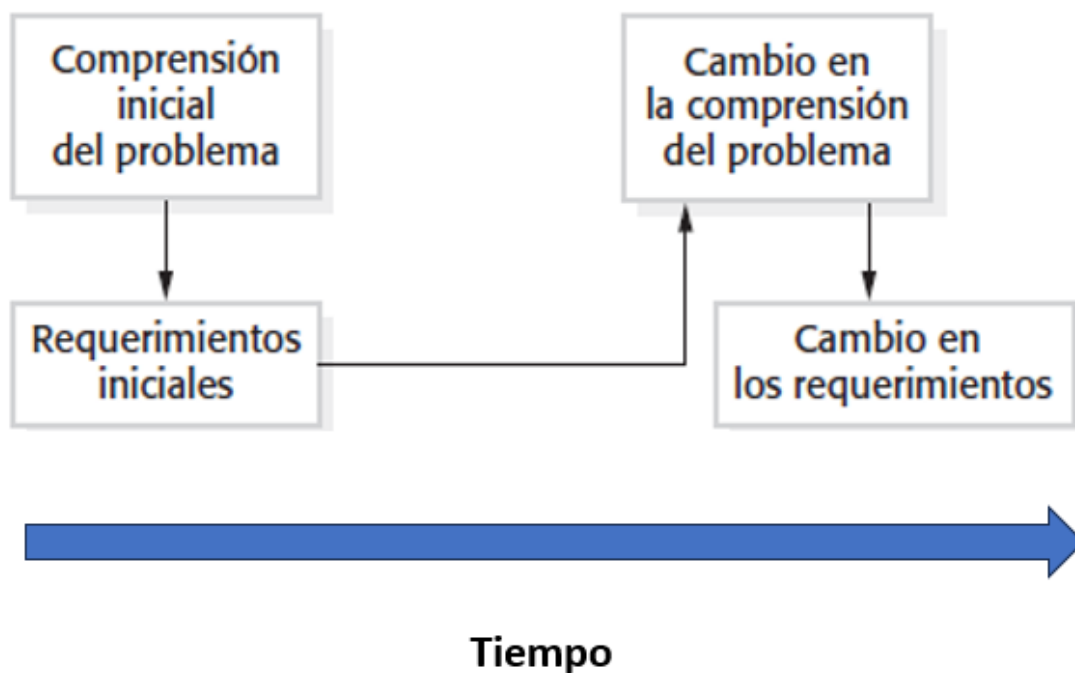 Comprensión
inicial
del problema
Cambio en
la comprensión
del problema
Requerimientos
iniciales
Cambio en
los requerimientos
Tiempo